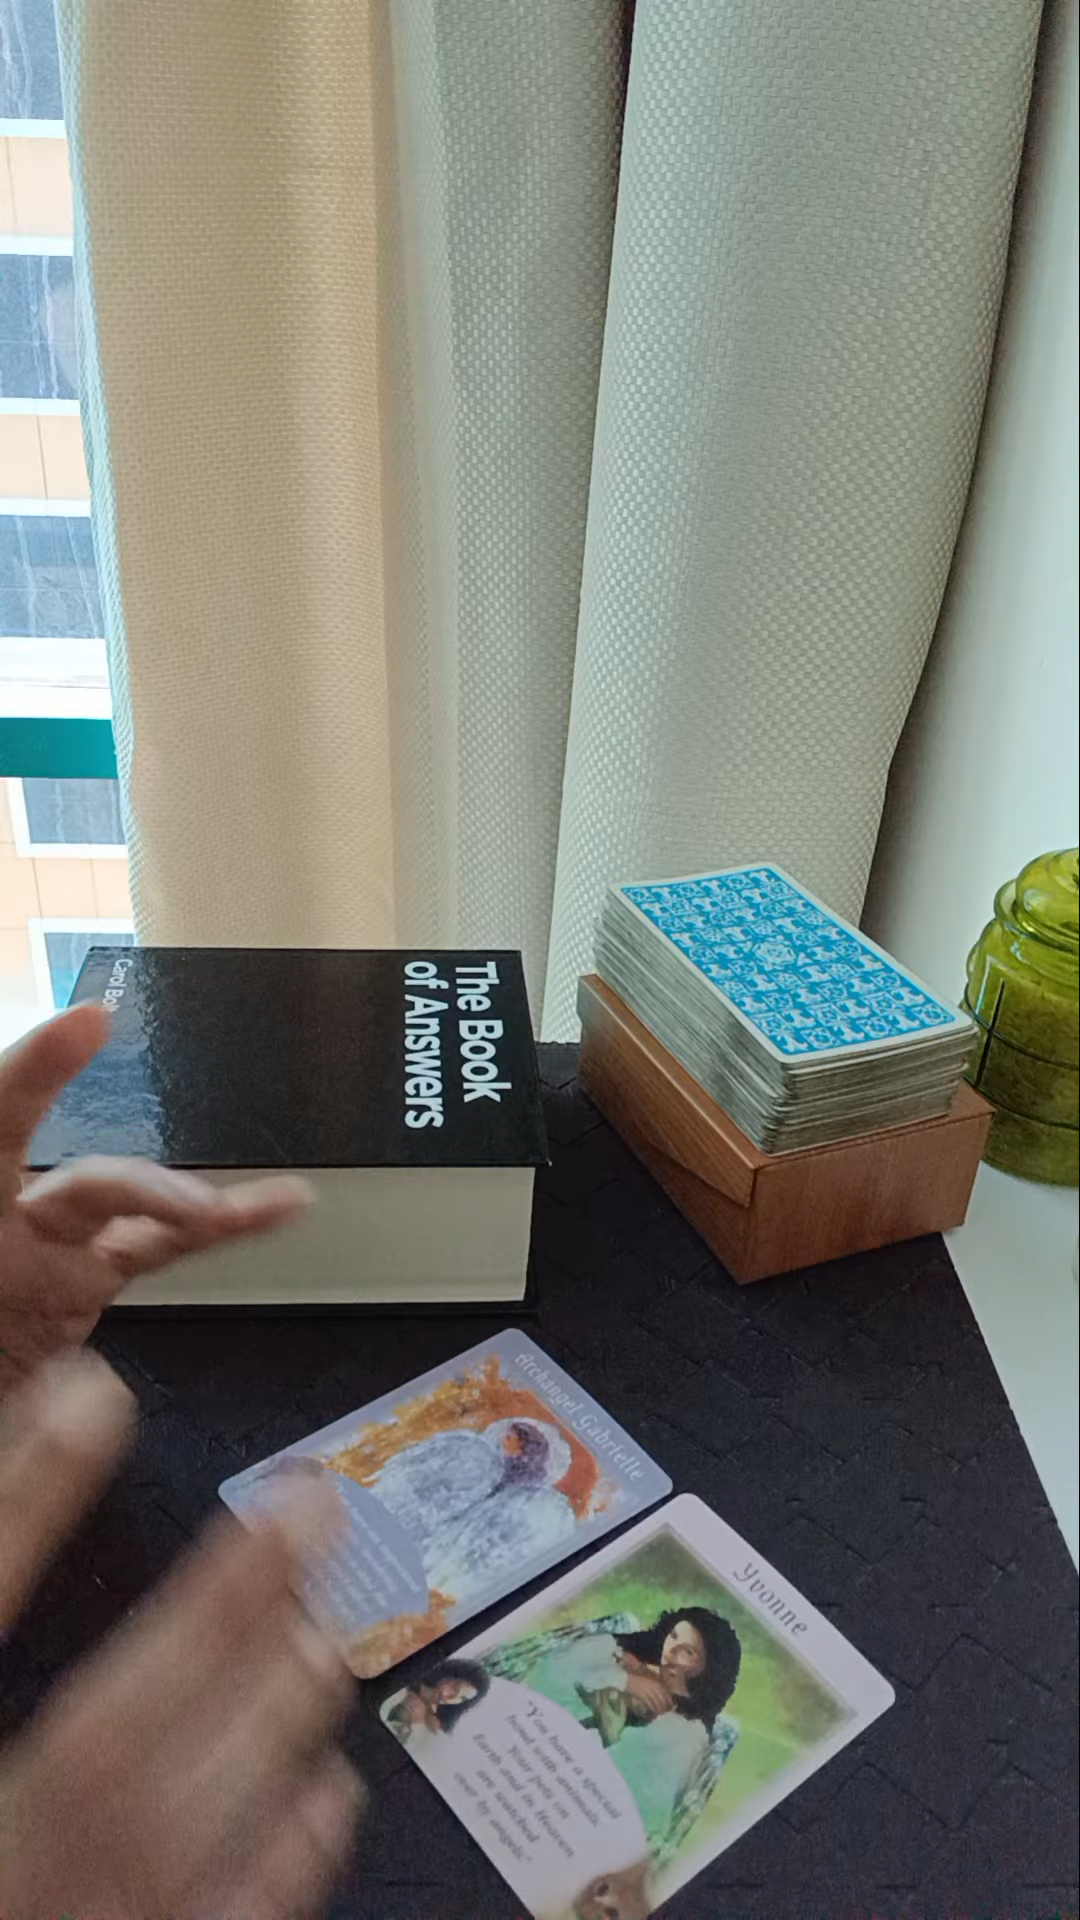 The Book
of Answers
Carol Bolt
Archangel Gabrielle
Yvonne
"You have a special
bond with animals.
Your pets on
Earth and in Heaven
are watched
over by angels."